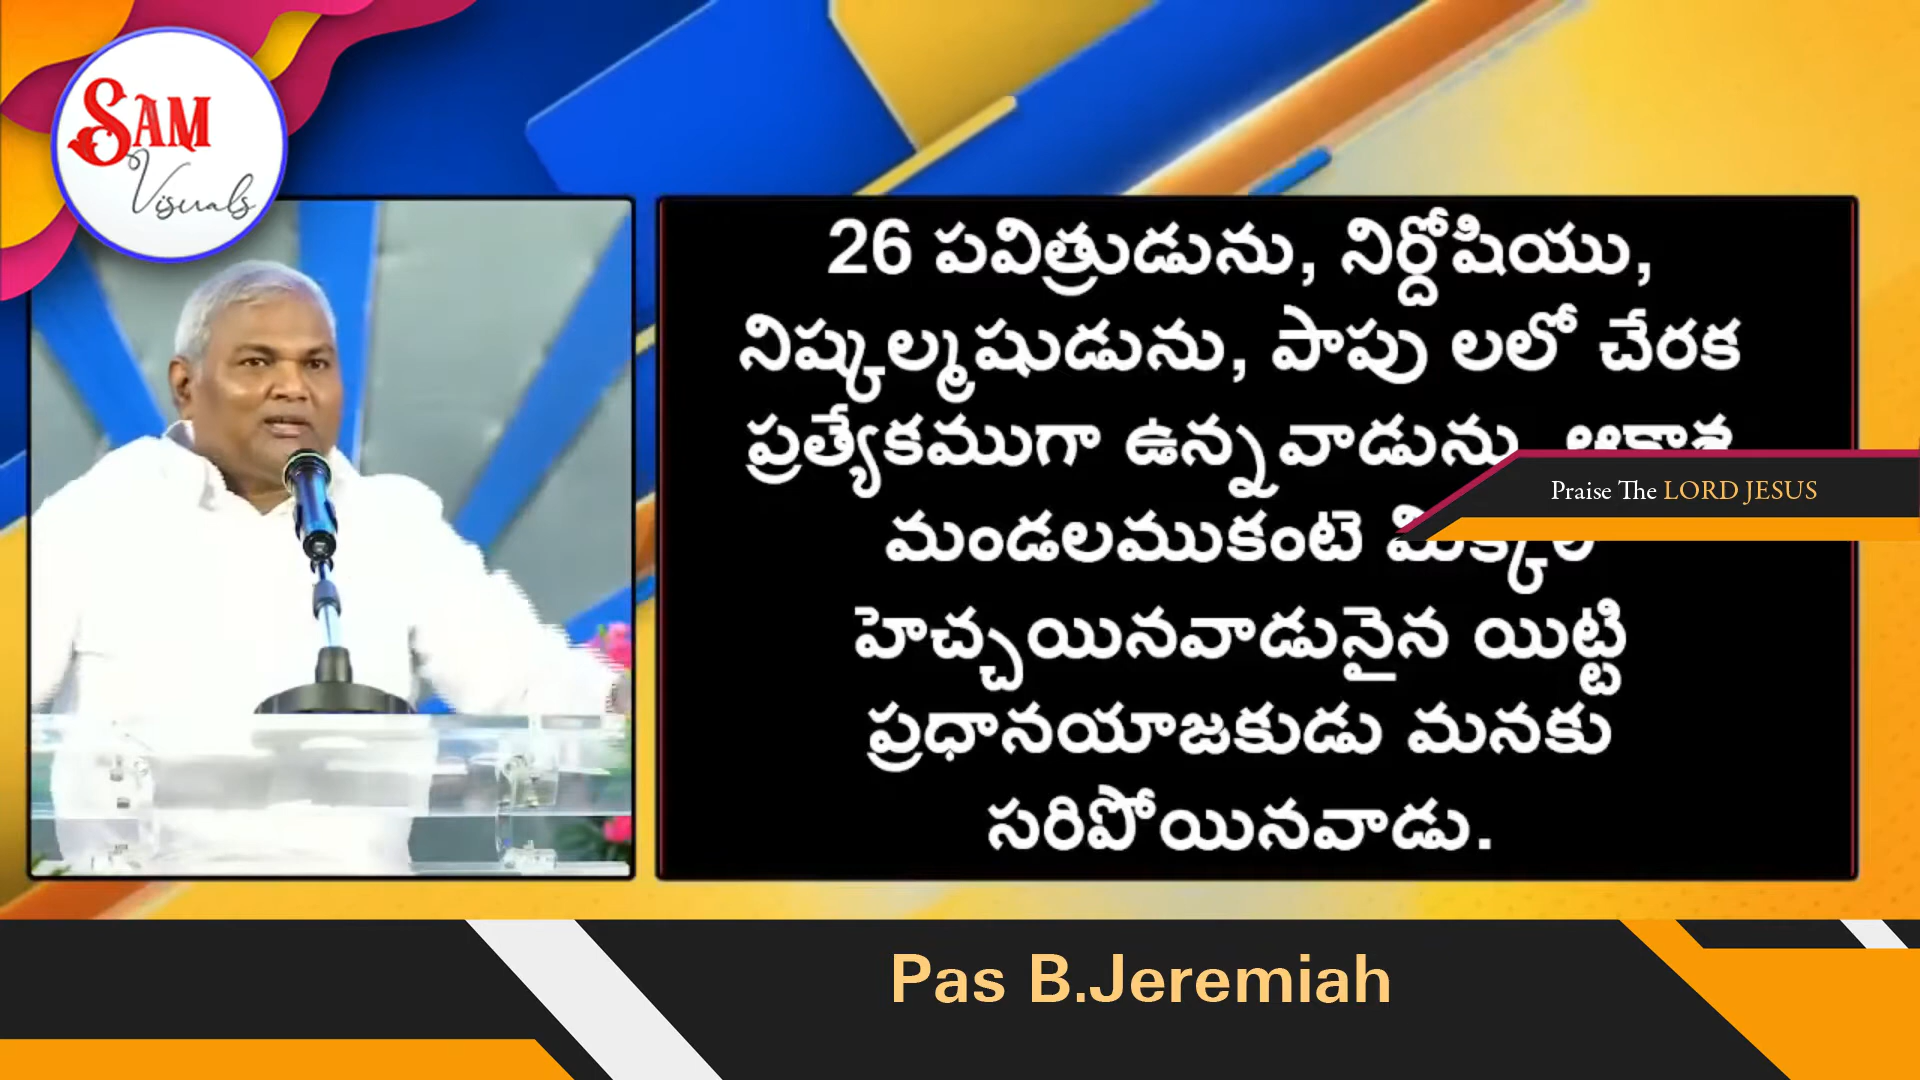 SAM
Visuals
26 పవిత్రుడును, నిర్దోషియు,
నిష్కల్మషుడును, పాపు లలో చేరక
ప్రత్యేకముగా ఉన్నవాడును
మండలముకంటె
హెచ్చయినవాడునైన యిట్టి
ప్రధానయాజకుడు మనకు
సరిపోయినవాడు.
Praise The LORD JESUS
Pas B.Jeremiah